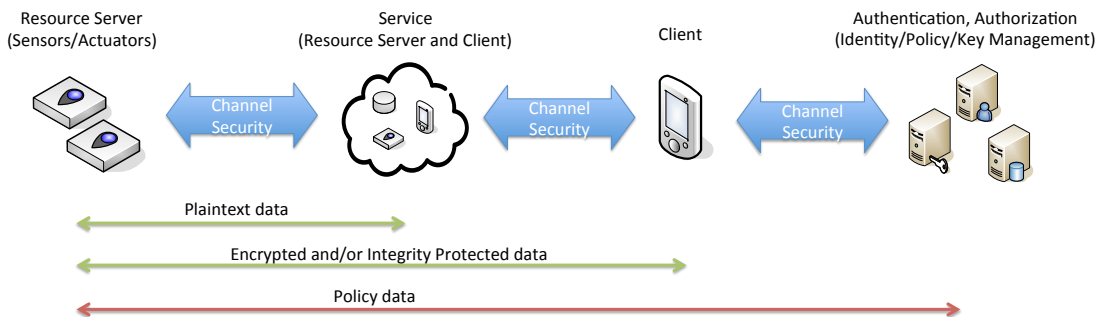 Resource Server
(Sensors/Actuators)
Service
(Resource Server and Client)
Client
Authentication, Authorization
(Identity/Policy/Key Management)
Channel
Security
Channel
Security
Channel
Security
Plaintext data
Encrypted and/or Integrity Protected data
Policy data